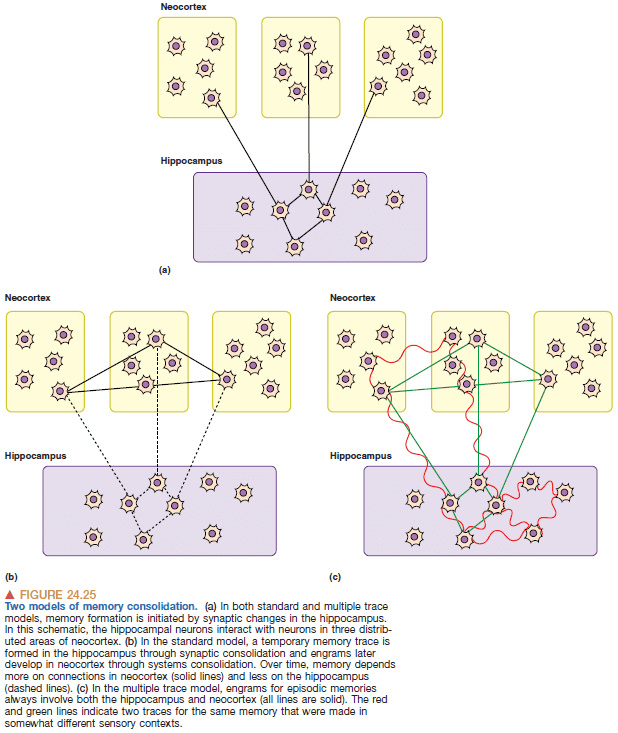 Neocortex
Hippocampus
(a)
Neocortex
Hippocampus
(b)
Neocortex
Hippocampus
(c)
▲ FIGURE 24.25
Two models of memory consolidation. (a) In both standard and multiple trace
models, memory formation is initiated by synaptic changes in the hippocampus.
In this schematic, the hippocampal neurons interact with neurons in three distrib-
uted areas of neocortex. (b) In the standard model, a temporary memory trace is
formed in the hippocampus through synaptic consolidation and engrams later
develop in neocortex through systems consolidation. Over time, memory depends
more on connections in neocortex (solid lines) and less on the hippocampus
(dashed lines). (c) In the multiple trace model, engrams for episodic memories
always involve both the hippocampus and neocortex (all lines are solid). The red
and green lines indicate two traces for the same memory that were made in
somewhat different sensory contexts.